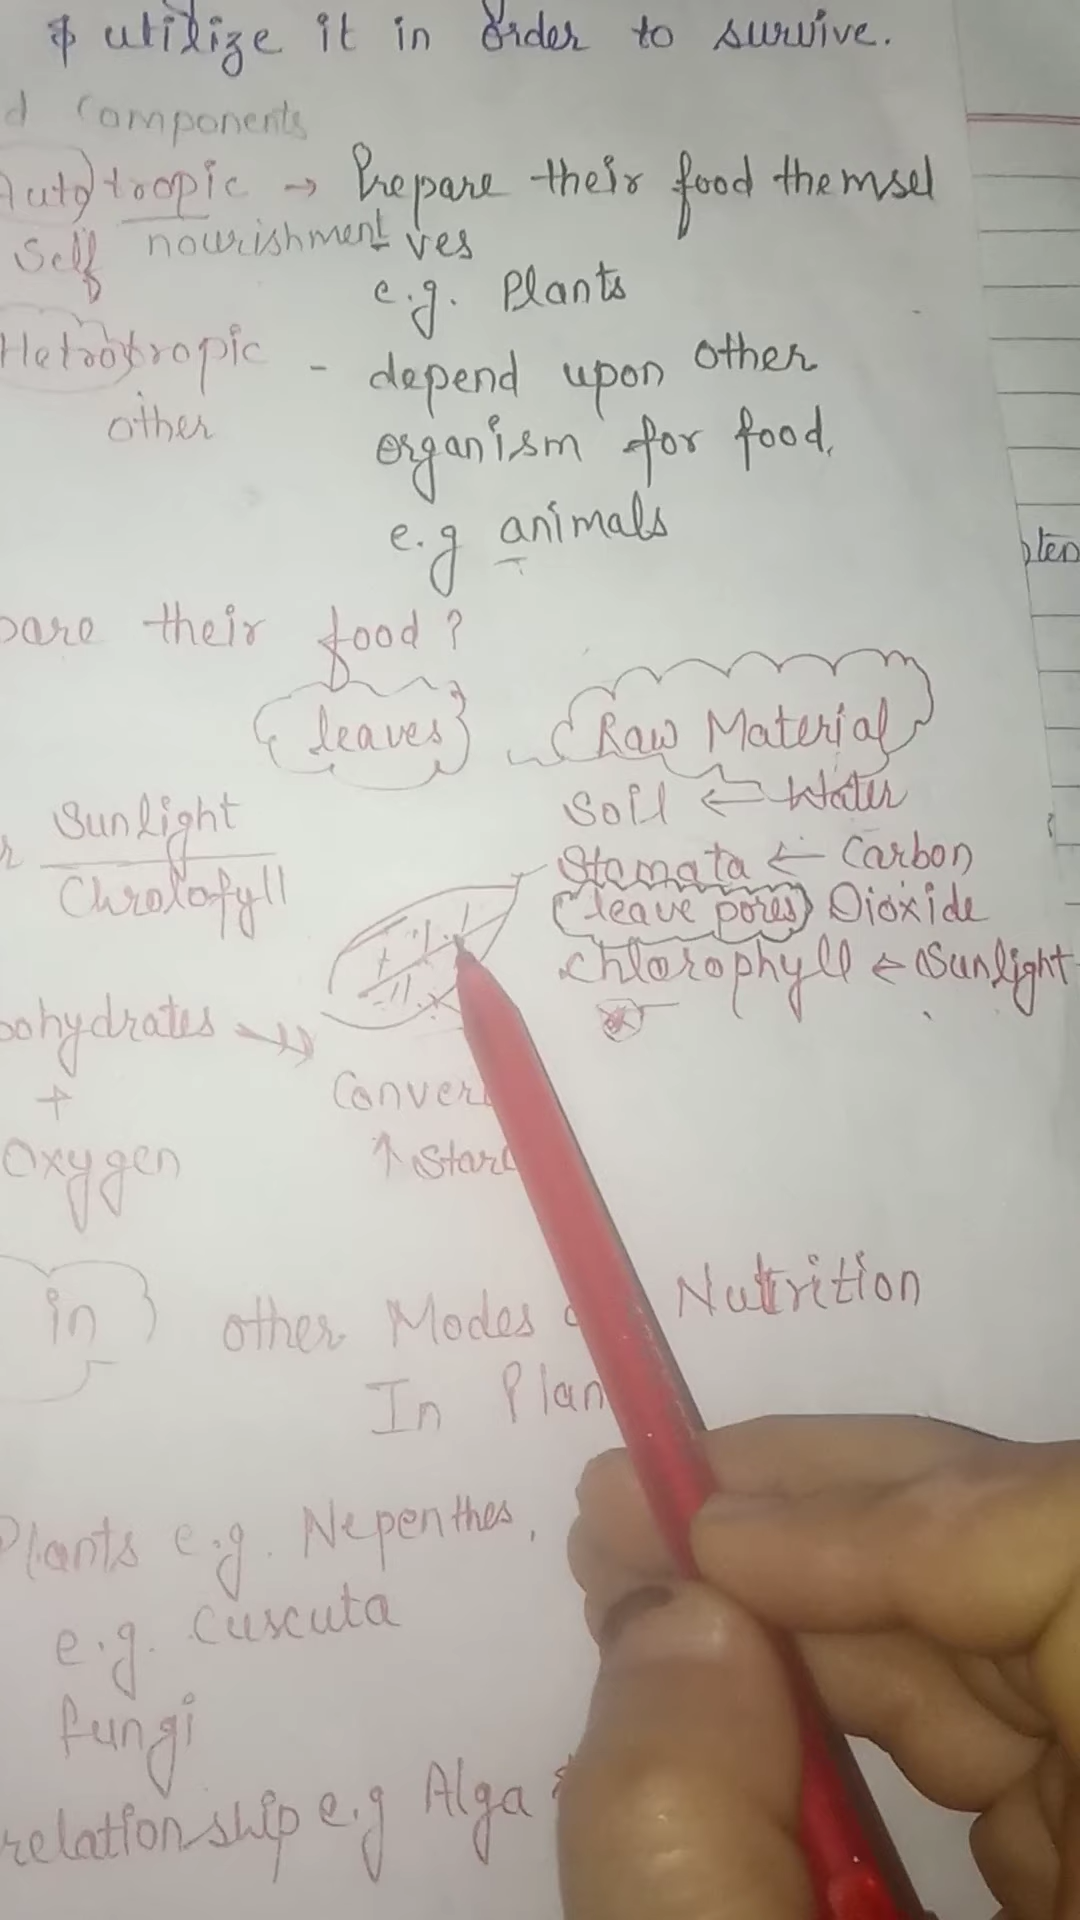 & utilize it in order to survive.
d components
Autotropic → Prepare their food themsel
Self nourishment ves
e.g. Plants
Hetrotropic - depend upon other
other
organism for food.
e.g animals
pare their food?
leaves
Raw Material
Soil ← Water
Sunlight
Chrolofyll
Stomata ← Carbon
(leave pores) Dioxide
Chlorophyll ← Sunlight
bohydrates
+
Oxygen
Conver
↑ Starc
in
other Modes Nutrition
In Plan
Plants e.g. Nepenthes,
e.g. Cuscuta
fungi
relationship e.g Alga